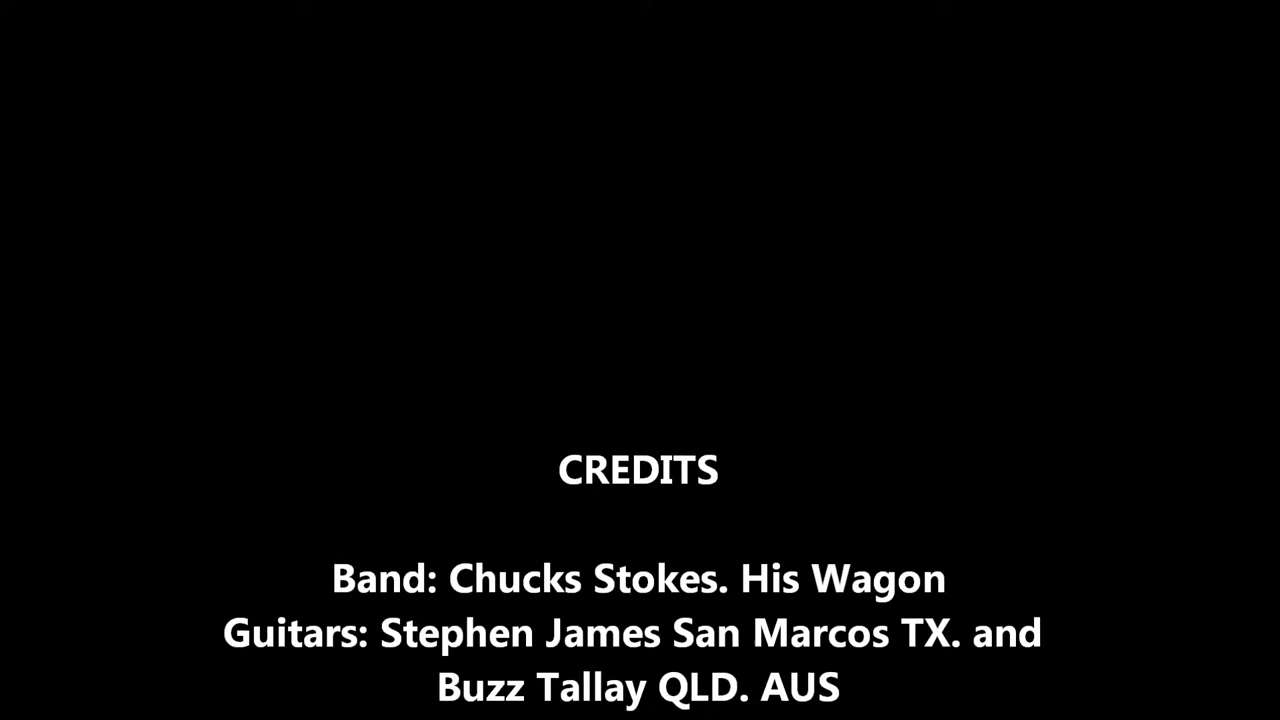 CREDITS
Band: Chucks Stokes. His Wagon
Guitars: Stephen James San Marcos TX. and
Buzz Tallay QLD. AUS